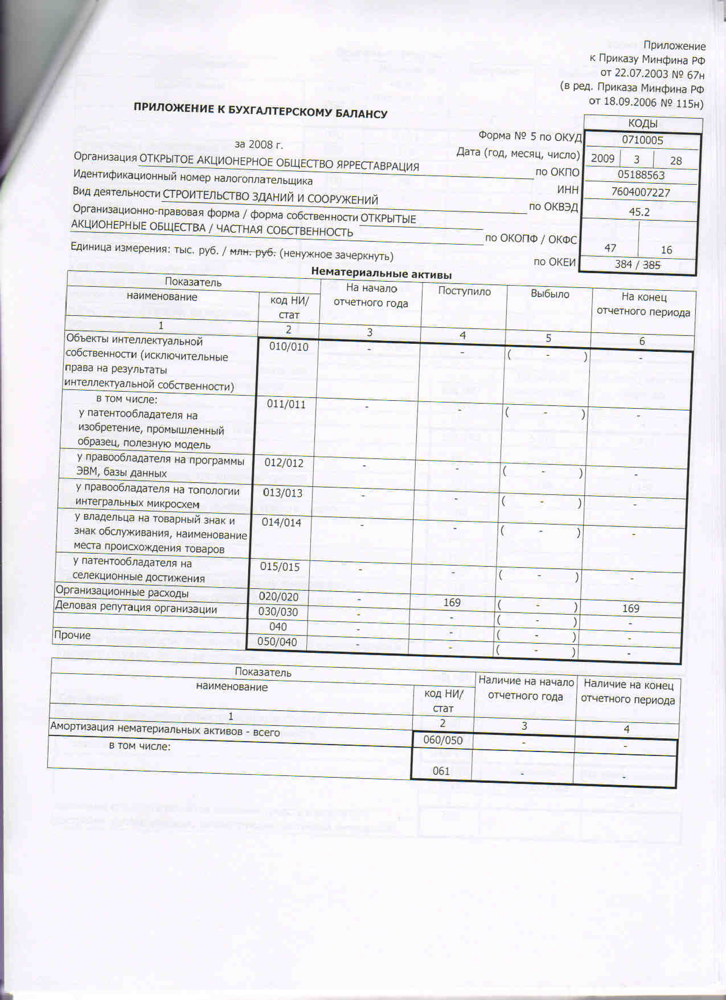 Приложение
к Приказу Минфина РФ
от 22.07.2003 № 67н
(в ред. Приказа Минфина РФ
от 18.09.2006 № 115н)
ПРИЛОЖЕНИЕ К БУХГАЛТЕРСКОМУ БАЛАНСУ
КОДЫ
Форма № 5 по ОКУД 0710005
за 2008 г.
Дата (год, месяц, число) 2009 3 28
Организация ОТКРЫТОЕ АКЦИОНЕРНОЕ ОБЩЕСТВО ЯРРЕСТАВРАЦИЯ по ОКПО 05188563
Идентификационный номер налогоплательщика ИНН 7604007227
Вид деятельности СТРОИТЕЛЬСТВО ЗДАНИЙ И СООРУЖЕНИЙ по ОКВЭД 45.2
Организационно-правовая форма / форма собственности ОТКРЫТЫЕ
АКЦИОНЕРНЫЕ ОБЩЕСТВА / ЧАСТНАЯ СОБСТВЕННОСТЬ по ОКОПФ / ОКФС 47 16
Единица измерения: тыс. руб. / млн. руб. (ненужное зачеркнуть) по ОКЕИ 384 / 385
Нематериальные активы
Показатель На начало Поступило Выбыло На конец
наименование код НИ/ отчетного года отчетного периода
стат
1 2 3 4 5 6
Объекты интеллектуальной 010/010 - - ( - ) -
собственности (исключительные
права на результаты
интеллектуальной собственности)
в том числе: 011/011 - - ( - ) -
у патентообладателя на
изобретение, промышленный
образец, полезную модель
у правообладателя на программы 012/012 - - ( - ) -
ЭВМ, базы данных
у правообладателя на топологии 013/013 - - ( - ) -
интегральных микросхем
у владельца на товарный знак и 014/014 - - ( - ) -
знак обслуживания, наименование
места происхождения товаров
у патентообладателя на 015/015 - - ( - ) -
селекционные достижения
Организационные расходы 020/020 - 169 ( - ) 169
Деловая репутация организации 030/030 - - ( - ) -
040 - - ( - ) -
Прочие 050/040 - - ( - ) -
Показатель Наличие на начало Наличие на конец
наименование код НИ/ отчетного года отчетного периода
стат
1 2 3 4
Амортизация нематериальных активов - всего 060/050 - -
в том числе:
061 - -